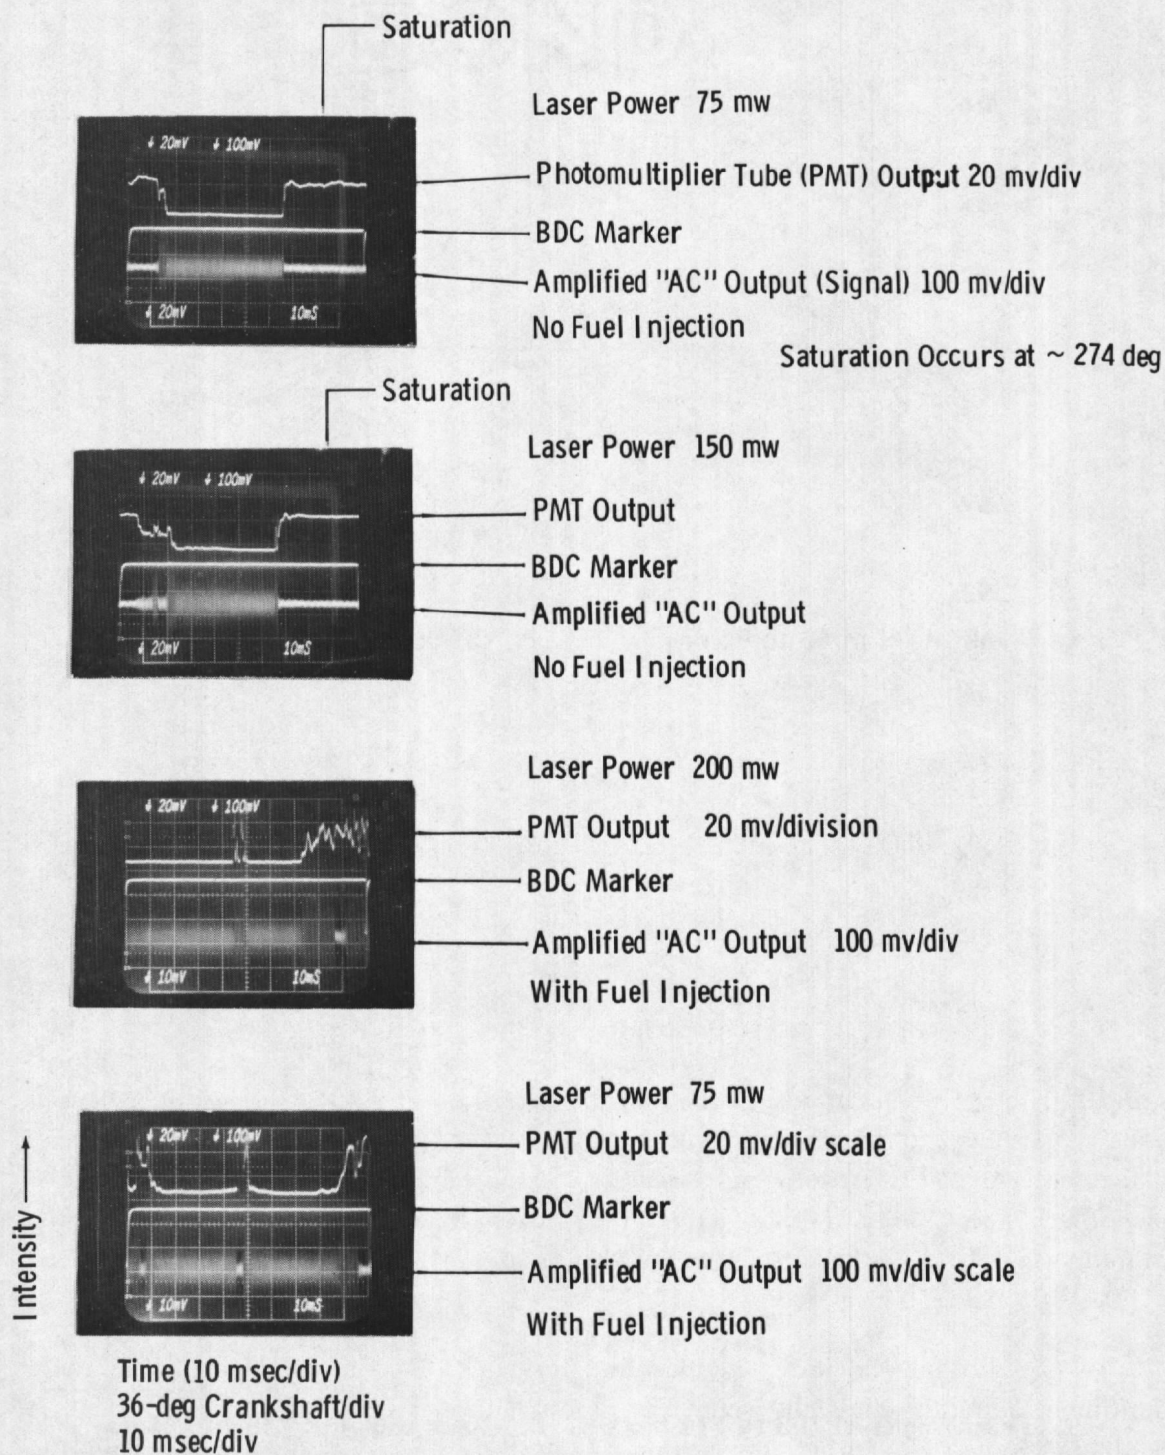 Saturation
Laser Power 75 mw
↓ 20mV ↓ 100mV
Photomultiplier Tube (PMT) Output 20 mv/div
BDC Marker
Amplified "AC" Output (Signal) 100 mv/div
↓ 20mV 10mS
No Fuel Injection
Saturation Occurs at ~ 274 deg
Saturation
Laser Power 150 mw
↓ 20mV ↓ 100mV
PMT Output
BDC Marker
Amplified "AC" Output
↓ 20mV 10mS
No Fuel Injection
Laser Power 200 mw
↓ 20mV ↓ 100mV
PMT Output 20 mv/division
BDC Marker
Amplified "AC" Output 100 mv/div
↓ 10mV 10mS
With Fuel Injection
Laser Power 75 mw
↓ 20mV ↓ 100mV
PMT Output 20 mv/div scale
BDC Marker
Amplified "AC" Output 100 mv/div scale
↓ 10mV 10mS
With Fuel Injection
Intensity
Time (10 msec/div)
36-deg Crankshaft/div
10 msec/div